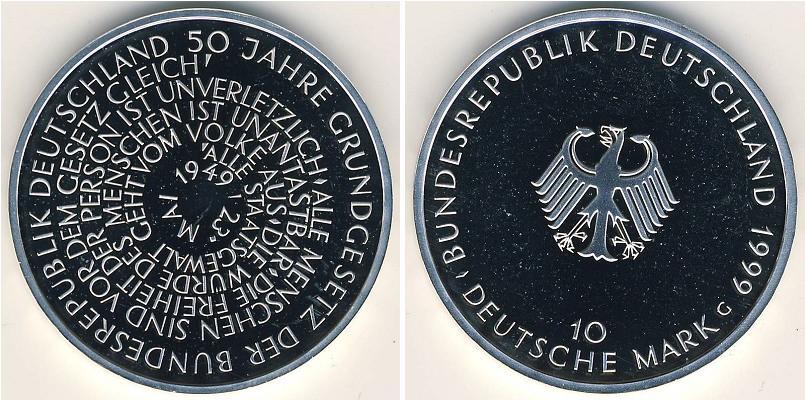 50 JAHRE GRUNDGESETZ DER BUNDESREPUBLIK DEUTSCHLAND
ALLE MENSCHEN SIND VOR DEM GESETZ GLEICH
DIE FREIHEIT DER PERSON IST UNVERLETZLICH
DIE WÜRDE DES MENSCHEN IST UNANTASTBAR
ALLE STAATSGEWALT GEHT VOM VOLKE AUS
23. MAI 1949
BUNDESREPUBLIK DEUTSCHLAND 1999
10
DEUTSCHE MARK
G